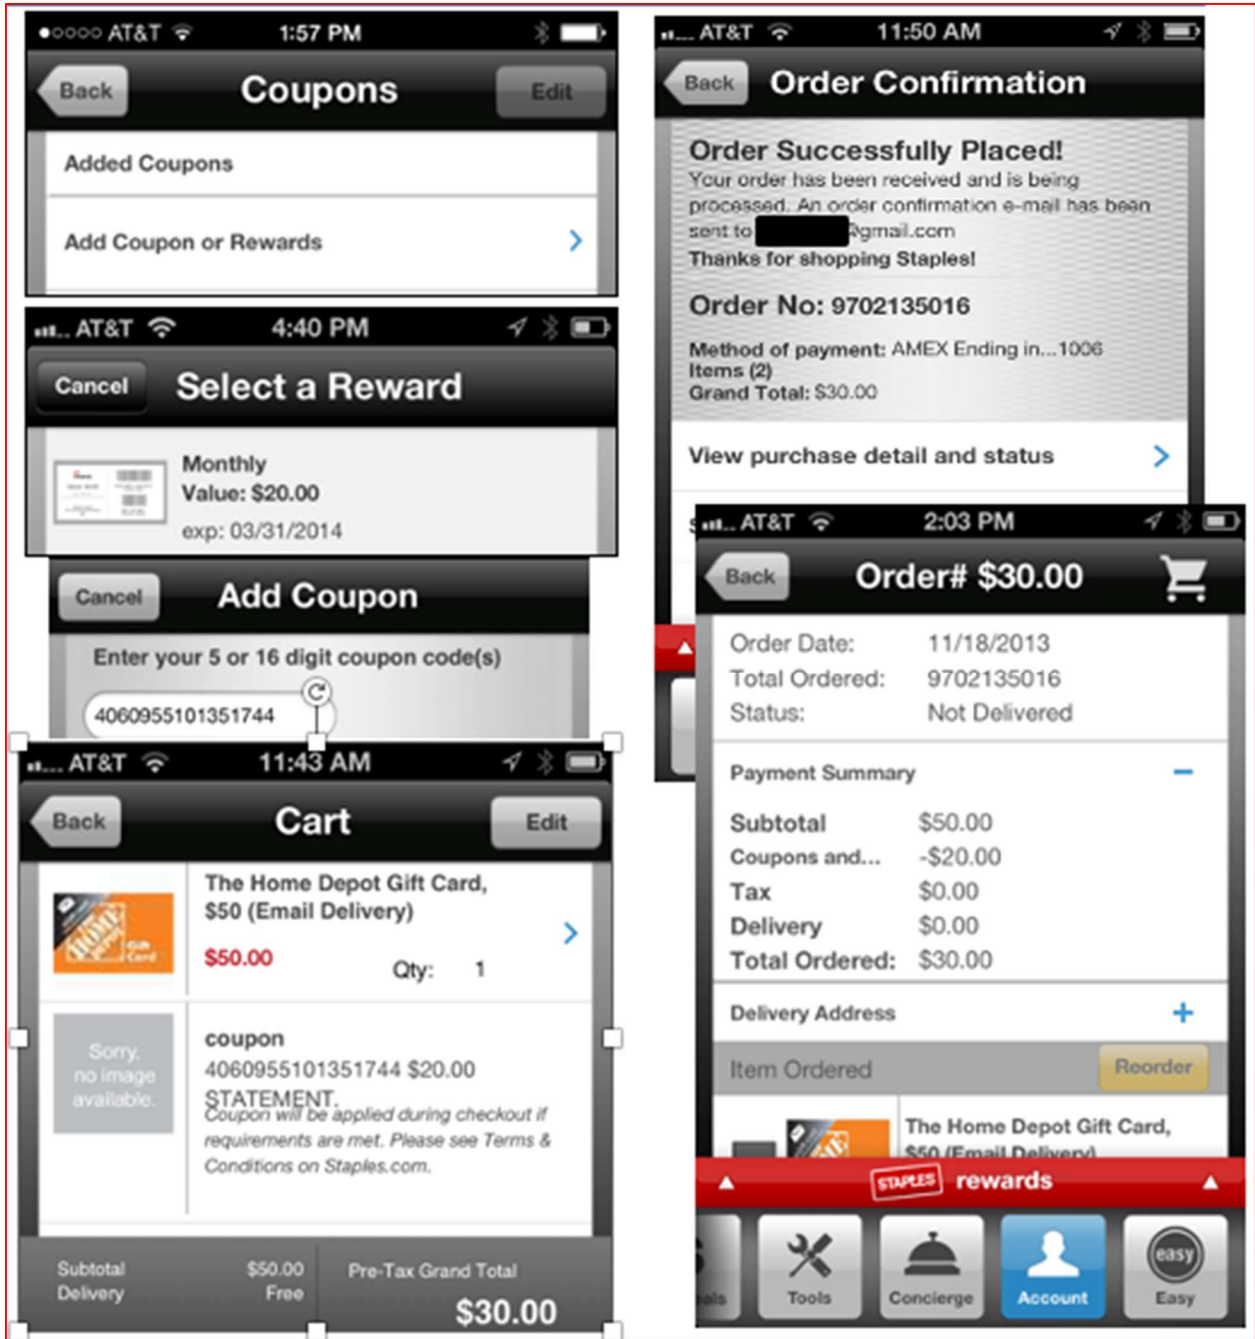 AT&T 1:57 PM
Back Coupons Edit
Added Coupons
Add Coupon or Rewards
AT&T 4:40 PM
Cancel Select a Reward
Monthly
Value: $20.00
exp: 03/31/2014
Cancel Add Coupon
Enter your 5 or 16 digit coupon code(s)
4060955101351744
AT&T 11:43 AM
Back Cart Edit
The Home Depot Gift Card,
$50 (Email Delivery)
$50.00 Qty: 1
THE HOME DEPOT Gift Card
Sorry,
no image
available.
coupon
4060955101351744 $20.00
STATEMENT.
Coupon will be applied during checkout if
requirements are met. Please see Terms &
Conditions on Staples.com.
Subtotal $50.00
Delivery Free
Pre-Tax Grand Total
$30.00
AT&T 11:50 AM
Back Order Confirmation
Order Successfully Placed!
Your order has been received and is being
processed. An order confirmation e-mail has been
sent to @gmail.com
Thanks for shopping Staples!
Order No: 9702135016
Method of payment: AMEX Ending in...1006
Items (2)
Grand Total: $30.00
View purchase detail and status
AT&T 2:03 PM
Back Order# $30.00
Order Date: 11/18/2013
Total Ordered: 9702135016
Status: Not Delivered
Payment Summary
Subtotal $50.00
Coupons and... -$20.00
Tax $0.00
Delivery $0.00
Total Ordered: $30.00
Delivery Address
Item Ordered Reorder
The Home Depot Gift Card,
$50 (Email Delivery)
STAPLES rewards
Tools Concierge Account easy Easy